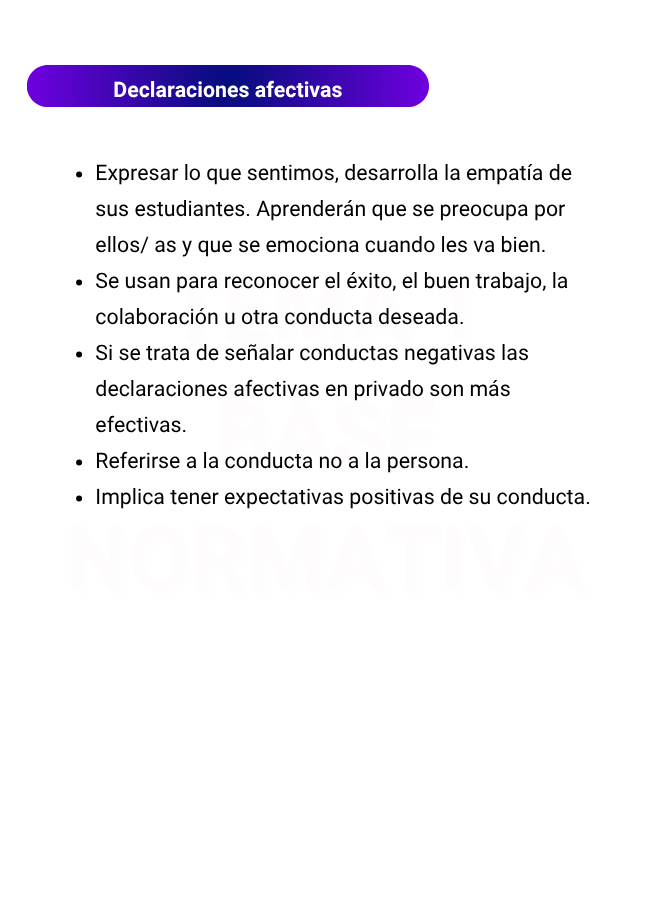 Declaraciones afectivas
• Expresar lo que sentimos, desarrolla la empatía de
sus estudiantes. Aprenderán que se preocupa por
ellos/ as y que se emociona cuando les va bien.
• Se usan para reconocer el éxito, el buen trabajo, la
colaboración u otra conducta deseada.
• Si se trata de señalar conductas negativas las
declaraciones afectivas en privado son más
efectivas.
• Referirse a la conducta no a la persona.
• Implica tener expectativas positivas de su conducta.
BASE
NORMATIVA